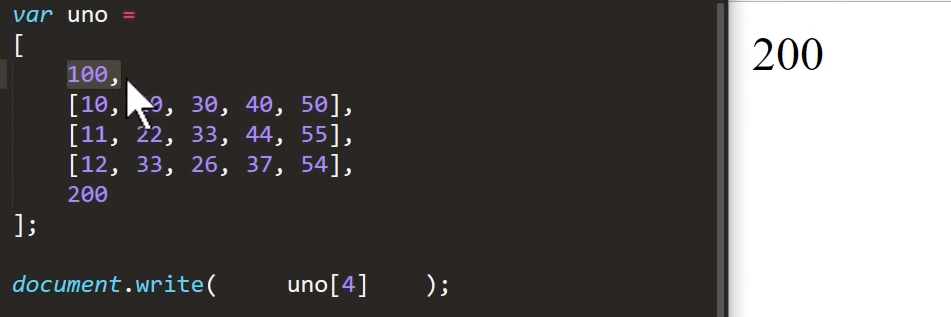 var uno =
[
100,
[10, 20, 30, 40, 50],
[11, 22, 33, 44, 55],
[12, 33, 26, 37, 54],
200
];
document.write( uno[4] );
200